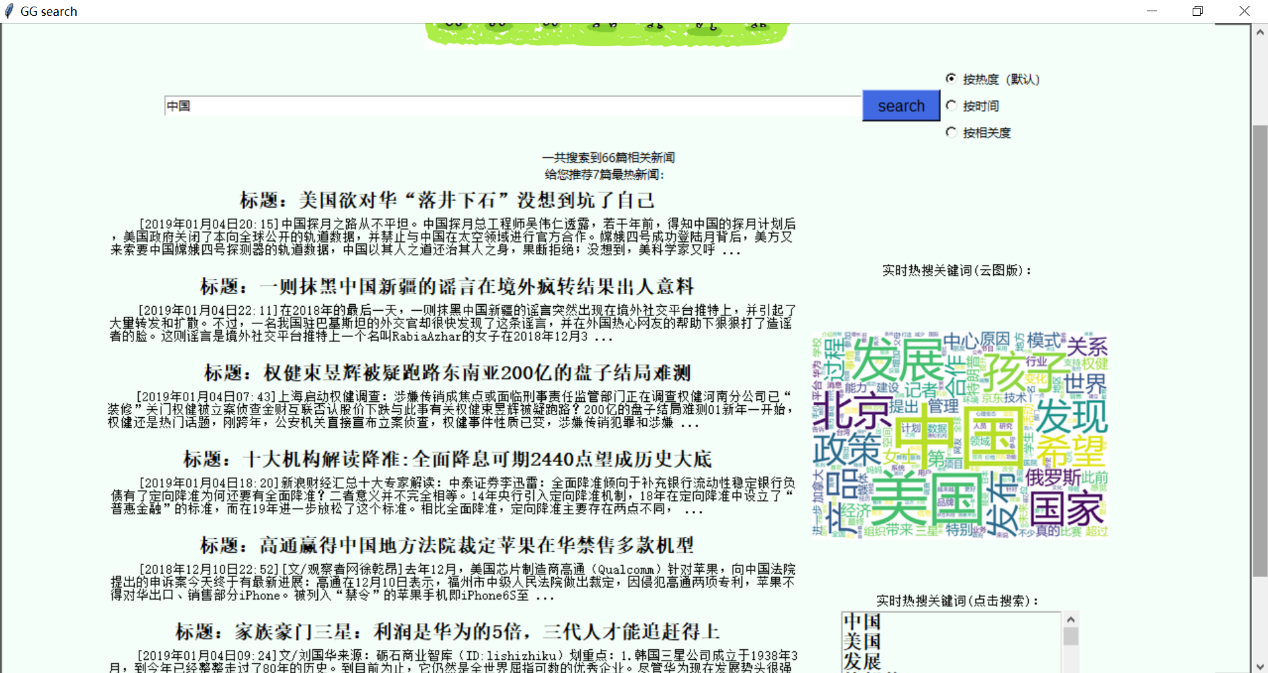 GG search
按热度（默认）
中国
search
按时间
按相关度
一共搜索到66篇相关新闻
给您推荐7篇最热新闻:
标题：美国欲对华“落井下石”没想到坑了自己
[2019年01月04日20:15]中国探月之路从不平坦。中国探月总工程师吴伟仁透露，若干年前，得知中国的探月计划后
，美国政府关闭了本向全球公开的轨道数据，并禁止与中国在太空领域进行官方合作。嫦娥四号成功登陆月背后，美方又
来索要中国嫦娥四号探测器的轨道数据，中国以其人之道还治其人之身，果断拒绝；没想到，美科学家又呼 ...
标题：一则抹黑中国新疆的谣言在境外疯转结果出人意料
[2019年01月04日22:11]在2018年的最后一天，一则抹黑中国新疆的谣言突然出现在境外社交平台推特上，并引起了
大量转发和扩散。不过，一名我国驻巴基斯坦的外交官却很快发现了这条谣言，并在外国热心网友的帮助下狠狠打了造谣
者的脸。这则谣言是境外社交平台推特上一个名叫RabiaAzhar的女子在2018年12月3 ...
标题：权健束昱辉被疑跑路东南亚200亿的盘子结局难测
[2019年01月04日07:43]上海启动权健调查：涉嫌传销成焦点或面临刑事责任监管部门正在调查权健河南分公司已“
装修”关门权健被立案侦查金财互联否认股价下跌与此事有关权健束昱辉被疑跑路？200亿的盘子结局难测01新年一开始，
权健还是热门话题，刚跨年，公安机关直接宣布立案侦查，权健事件性质已变，涉嫌传销犯罪和涉嫌 ...
标题：十大机构解读降准:全面降息可期2440点望成历史大底
[2019年01月04日18:20]新浪财经汇总十大专家解读：中泰证券李迅雷：全面降准倾向于补充银行流动性稳定银行负
债有了定向降准为何还要有全面降准？二者意义并不完全相等。14年央行引入定向降准机制，18年在定向降准中设立了“
普惠金融”的标准，而在19年进一步放松了这个标准。相比全面降准，定向降准主要存在两点不同， ...
标题：高通赢得中国地方法院裁定苹果在华禁售多款机型
[2018年12月10日22:52][文/观察者网徐乾昂]去年12月，美国芯片制造商高通（Qualcomm）针对苹果，向中国法院
提出的申诉案今天终于有最新进展：高通在12月10日表示，福州市中级人民法院做出裁定，因侵犯高通两项专利，苹果不
得对华出口、销售部分iPhone。被列入“禁令”的苹果手机即iPhone6S至 ...
标题：家族豪门三星：利润是华为的5倍，三代人才能追赶得上
[2019年01月04日09:24]文/刘国华来源：砺石商业智库（ID:lishizhiku）划重点：1.韩国三星公司成立于1938年3
月，到今年已经整整走过了80年的历史。到目前为止，它仍然是全世界屈指可数的优秀企业。尽管华为现在发展势头很强
实时热搜关键词(云图版):
过程
发展
中心
原因
模式
关系
合作
孩子
世界
记者
能力
建设
提出
管理
北京
中国
发现
政策
希望
计划
数据
领域
第一
项目
俄罗斯
此前
产品
美国
发布
国家
经济
组织
带来
三星
特别
真的
比赛
超过
行业
变化
京东
技术
权健
加拿大
进一步
特朗普
学校
华为
平台
地方
品牌
不少
实时热搜关键词(点击搜索):
中国
美国
发展